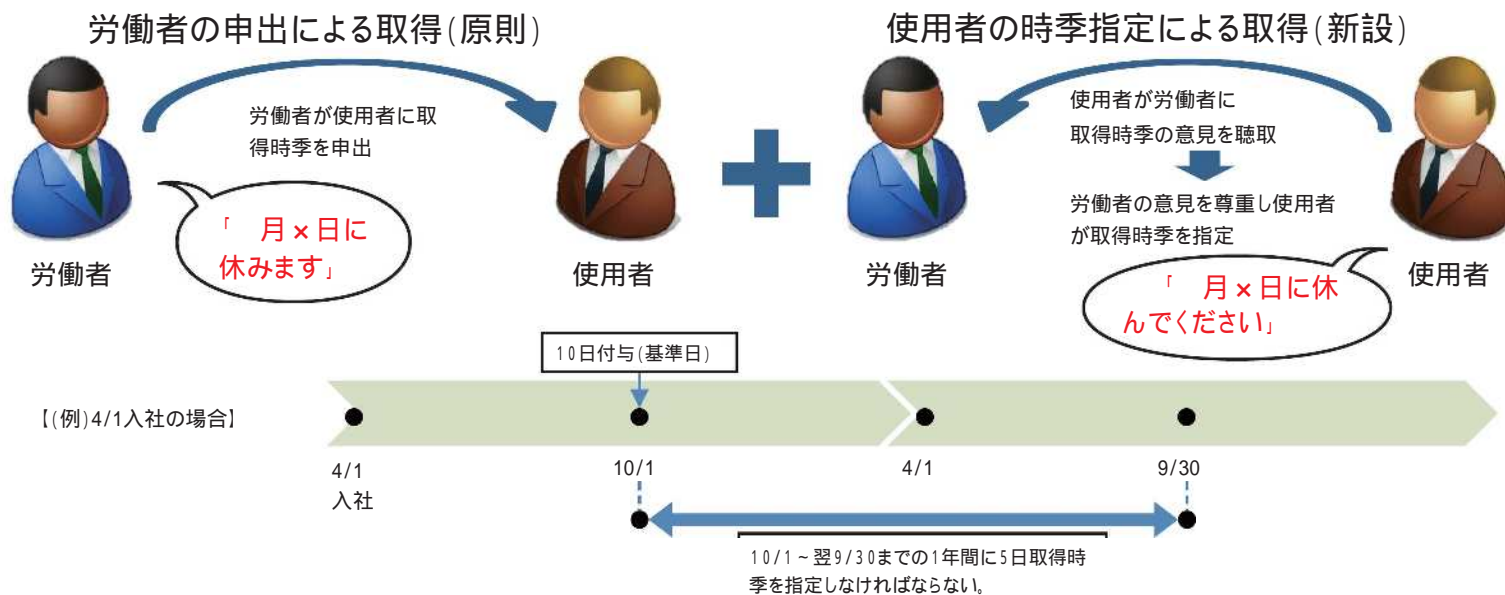 労働者の申出による取得(原則)
労働者が使用者に取
得時季を申出
「　月×日に
休みます」
労働者
使用者
使用者の時季指定による取得(新設)
使用者が労働者に
取得時季の意見を聴取
労働者の意見を尊重し使用者
が取得時季を指定
「　月×日に休
んでください」
労働者
使用者
10日付与(基準日)
【(例)4/1入社の場合】
4/1
入社
10/1
4/1
9/30
10/1~翌9/30までの1年間に5日取得時
季を指定しなければならない。